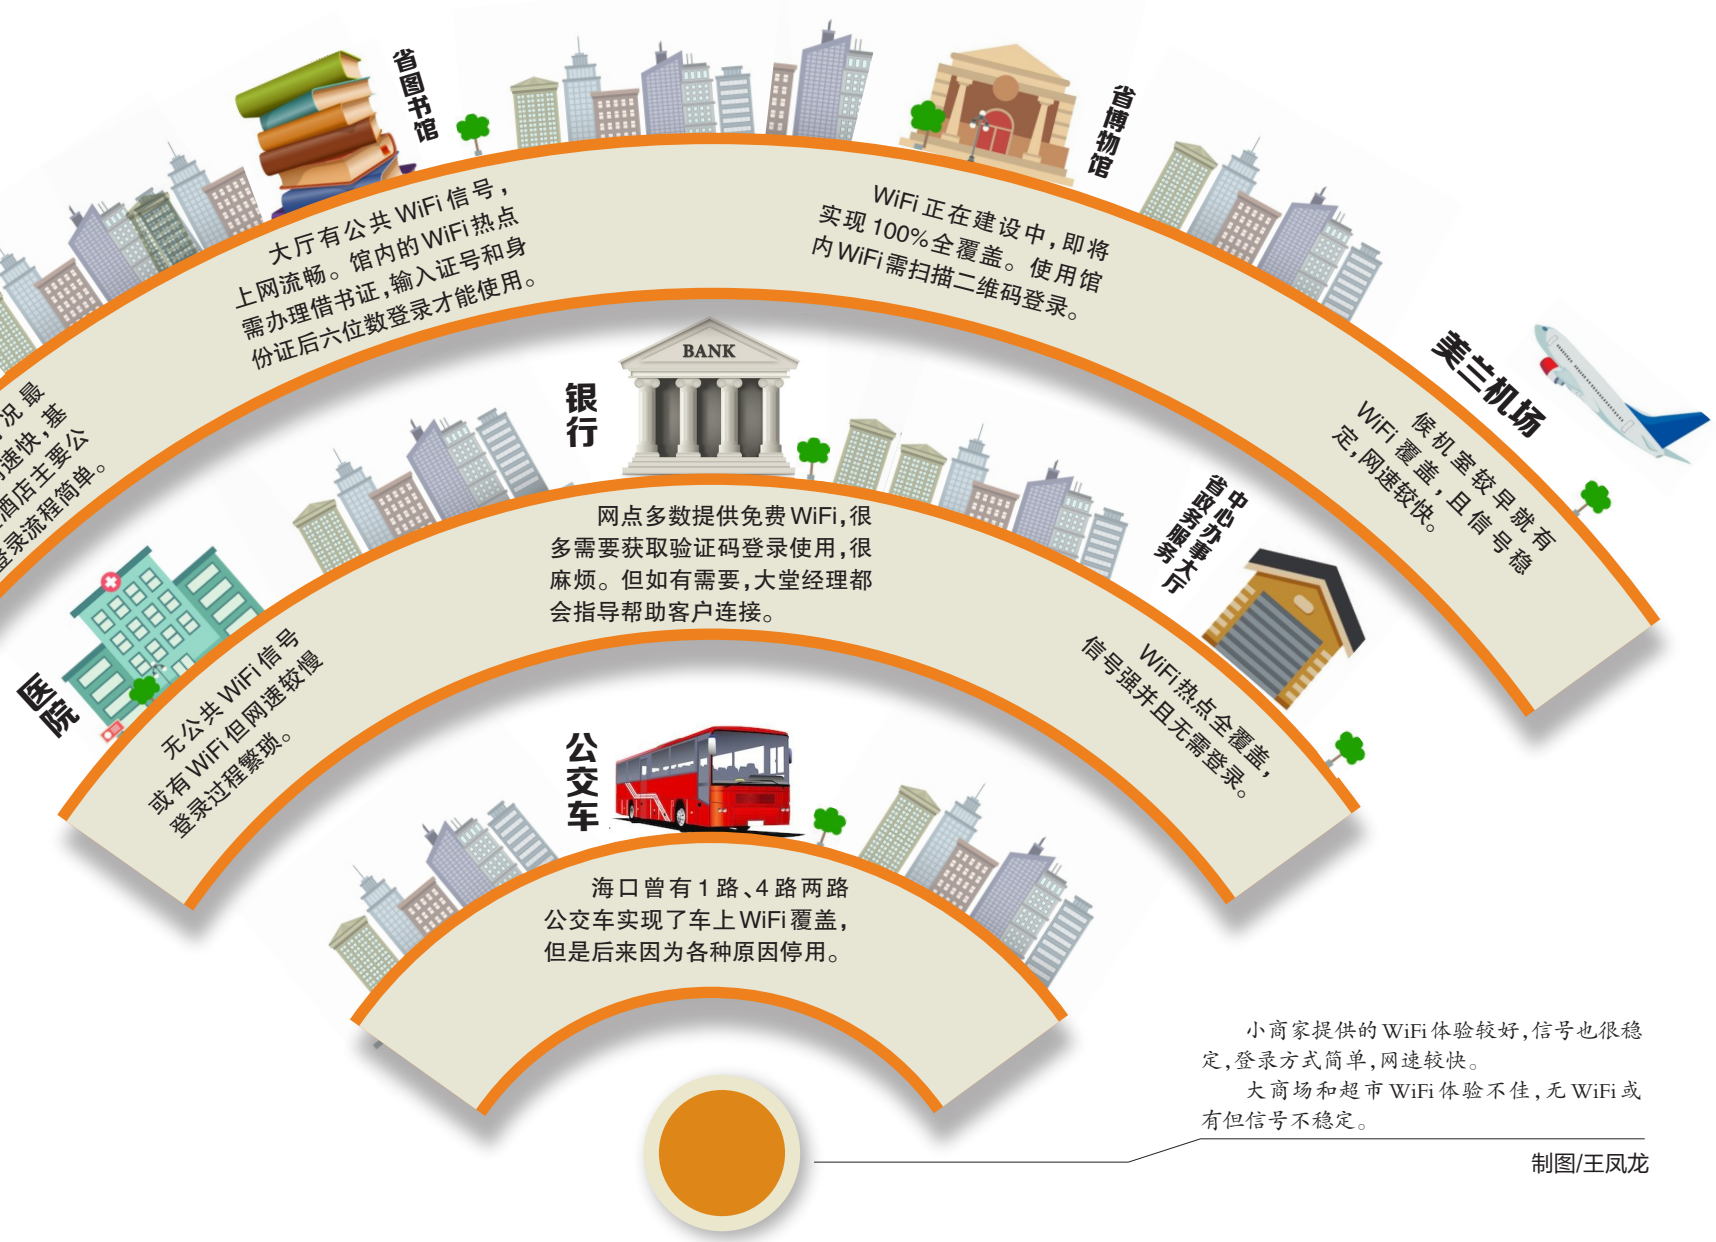 省图书馆
大厅有公共WiFi信号，
上网流畅。馆内的WiFi热点
需办理借书证，输入证号和身
份证后六位数登录才能使用。
省博物馆
WiFi正在建设中，即将
实现100%全覆盖。使用馆
内WiFi需扫描二维码登录。
美兰机场
候机室较早就有
WiFi覆盖，且信号稳
定，网速较快。
况最
速快，基
酒店主要公
登录流程简单。
银行
BANK
网点多数提供免费WiFi，很
多需要获取验证码登录使用，很
麻烦。但如有需要，大堂经理都
会指导帮助客户连接。
省政务服务
中心办事大厅
WiFi热点全覆盖，
信号强并且无需登录。
医院
无公共WiFi信号
或有WiFi但网速较慢
登录过程繁琐。
公交车
海口曾有1路、4路两路
公交车实现了车上WiFi覆盖，
但是后来因为各种原因停用。
小商家提供的WiFi体验较好，信号也很稳
定，登录方式简单，网速较快。
大商场和超市WiFi体验不佳，无WiFi或
有但信号不稳定。
制图/王凤龙